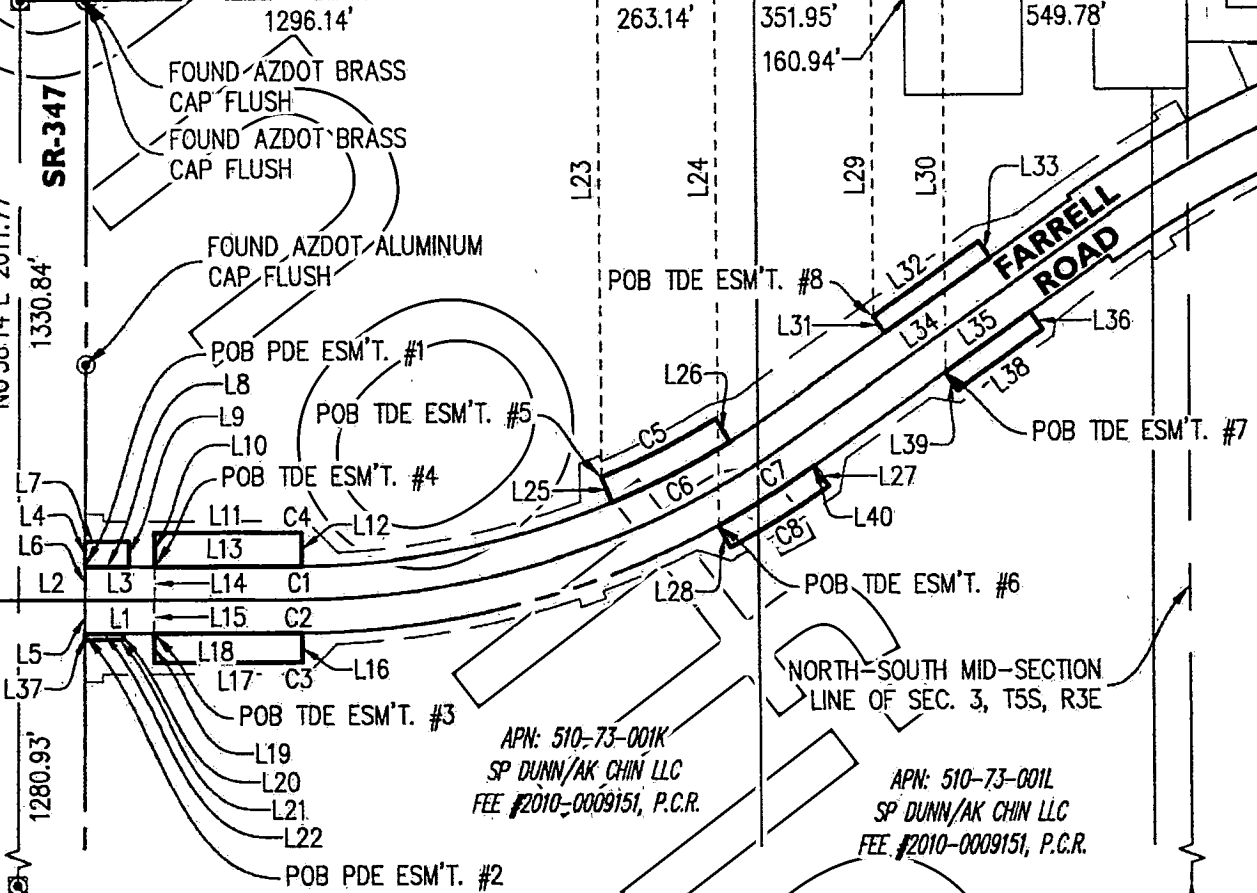 1296.14'
263.14'
351.95'
549.78'
160.94'
FOUND AZDOT BRASS
CAP FLUSH
FOUND AZDOT BRASS
CAP FLUSH
SR-347
1330.84'
FOUND AZDOT ALUMINUM
CAP FLUSH
L23
L24
L29
L30
L33
L32
FARRELL
ROAD
POB TDE ESM'T. #8
L31
L34
L35
L36
L38
L39
POB TDE ESM'T. #7
POB PDE ESM'T. #1
L8
L9
L10
POB TDE ESM'T. #4
L26
POB TDE ESM'T. #5
C5
L25
C6
C7
L27
C8
L40
L28
POB TDE ESM'T. #6
L7
L4
L6
L2
L3
L11
C4
L12
L13
L14
C1
L1
L15
C2
L5
L18
L16
L37
L17
C3
POB TDE ESM'T. #3
L19
L20
L21
L22
POB PDE ESM'T. #2
1280.93'
NORTH-SOUTH MID-SECTION
LINE OF SEC. 3, T5S, R3E
APN: 510-73-001K
SP DUNN/AK CHIN LLC
FEE #2010-0009151, P.C.R.
APN: 510-73-001L
SP DUNN/AK CHIN LLC
FEE #2010-0009151, P.C.R.